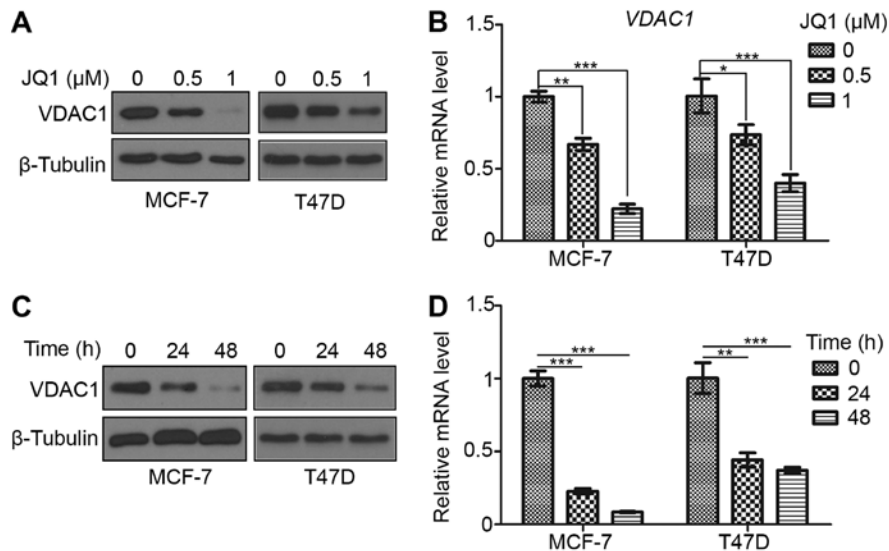 A
JQ1 (μM) 0 0.5 1 0 0.5 1
VDAC1
β-Tubulin
MCF-7 T47D
B
VDAC1
JQ1 (μM)
0
0.5
1
Relative mRNA level
1.5
1
0.5
0
*** ** *** *
MCF-7 T47D
C
Time (h) 0 24 48 0 24 48
VDAC1
β-Tubulin
MCF-7 T47D
D
Time (h)
0
24
48
Relative mRNA level
1.5
1
0.5
0
*** *** *** **
MCF-7 T47D